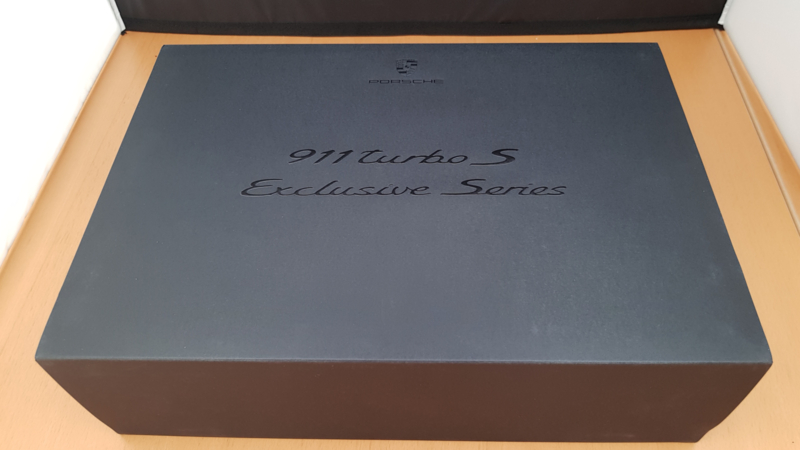 PORSCHE
911 turbo S
Exclusive Series